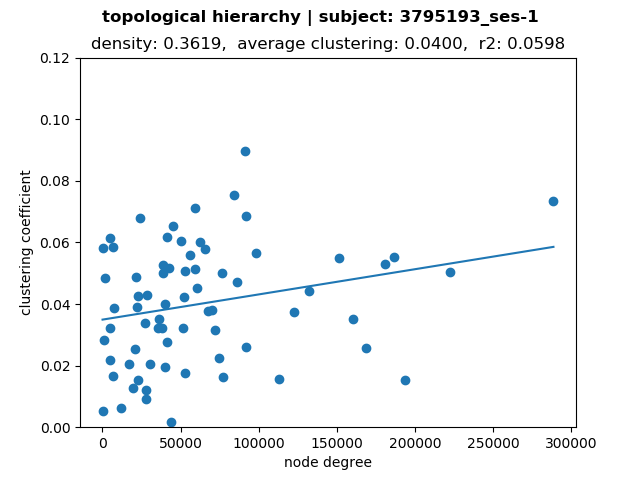 topological hierarchy | subject: 3795193_ses-1
density: 0.3619,  average clustering: 0.0400,  r2: 0.0598
0.12
0.10
0.08
0.06
0.04
0.02
0.00
clustering coefficient
0 50000 100000 150000 200000 250000 300000
node degree